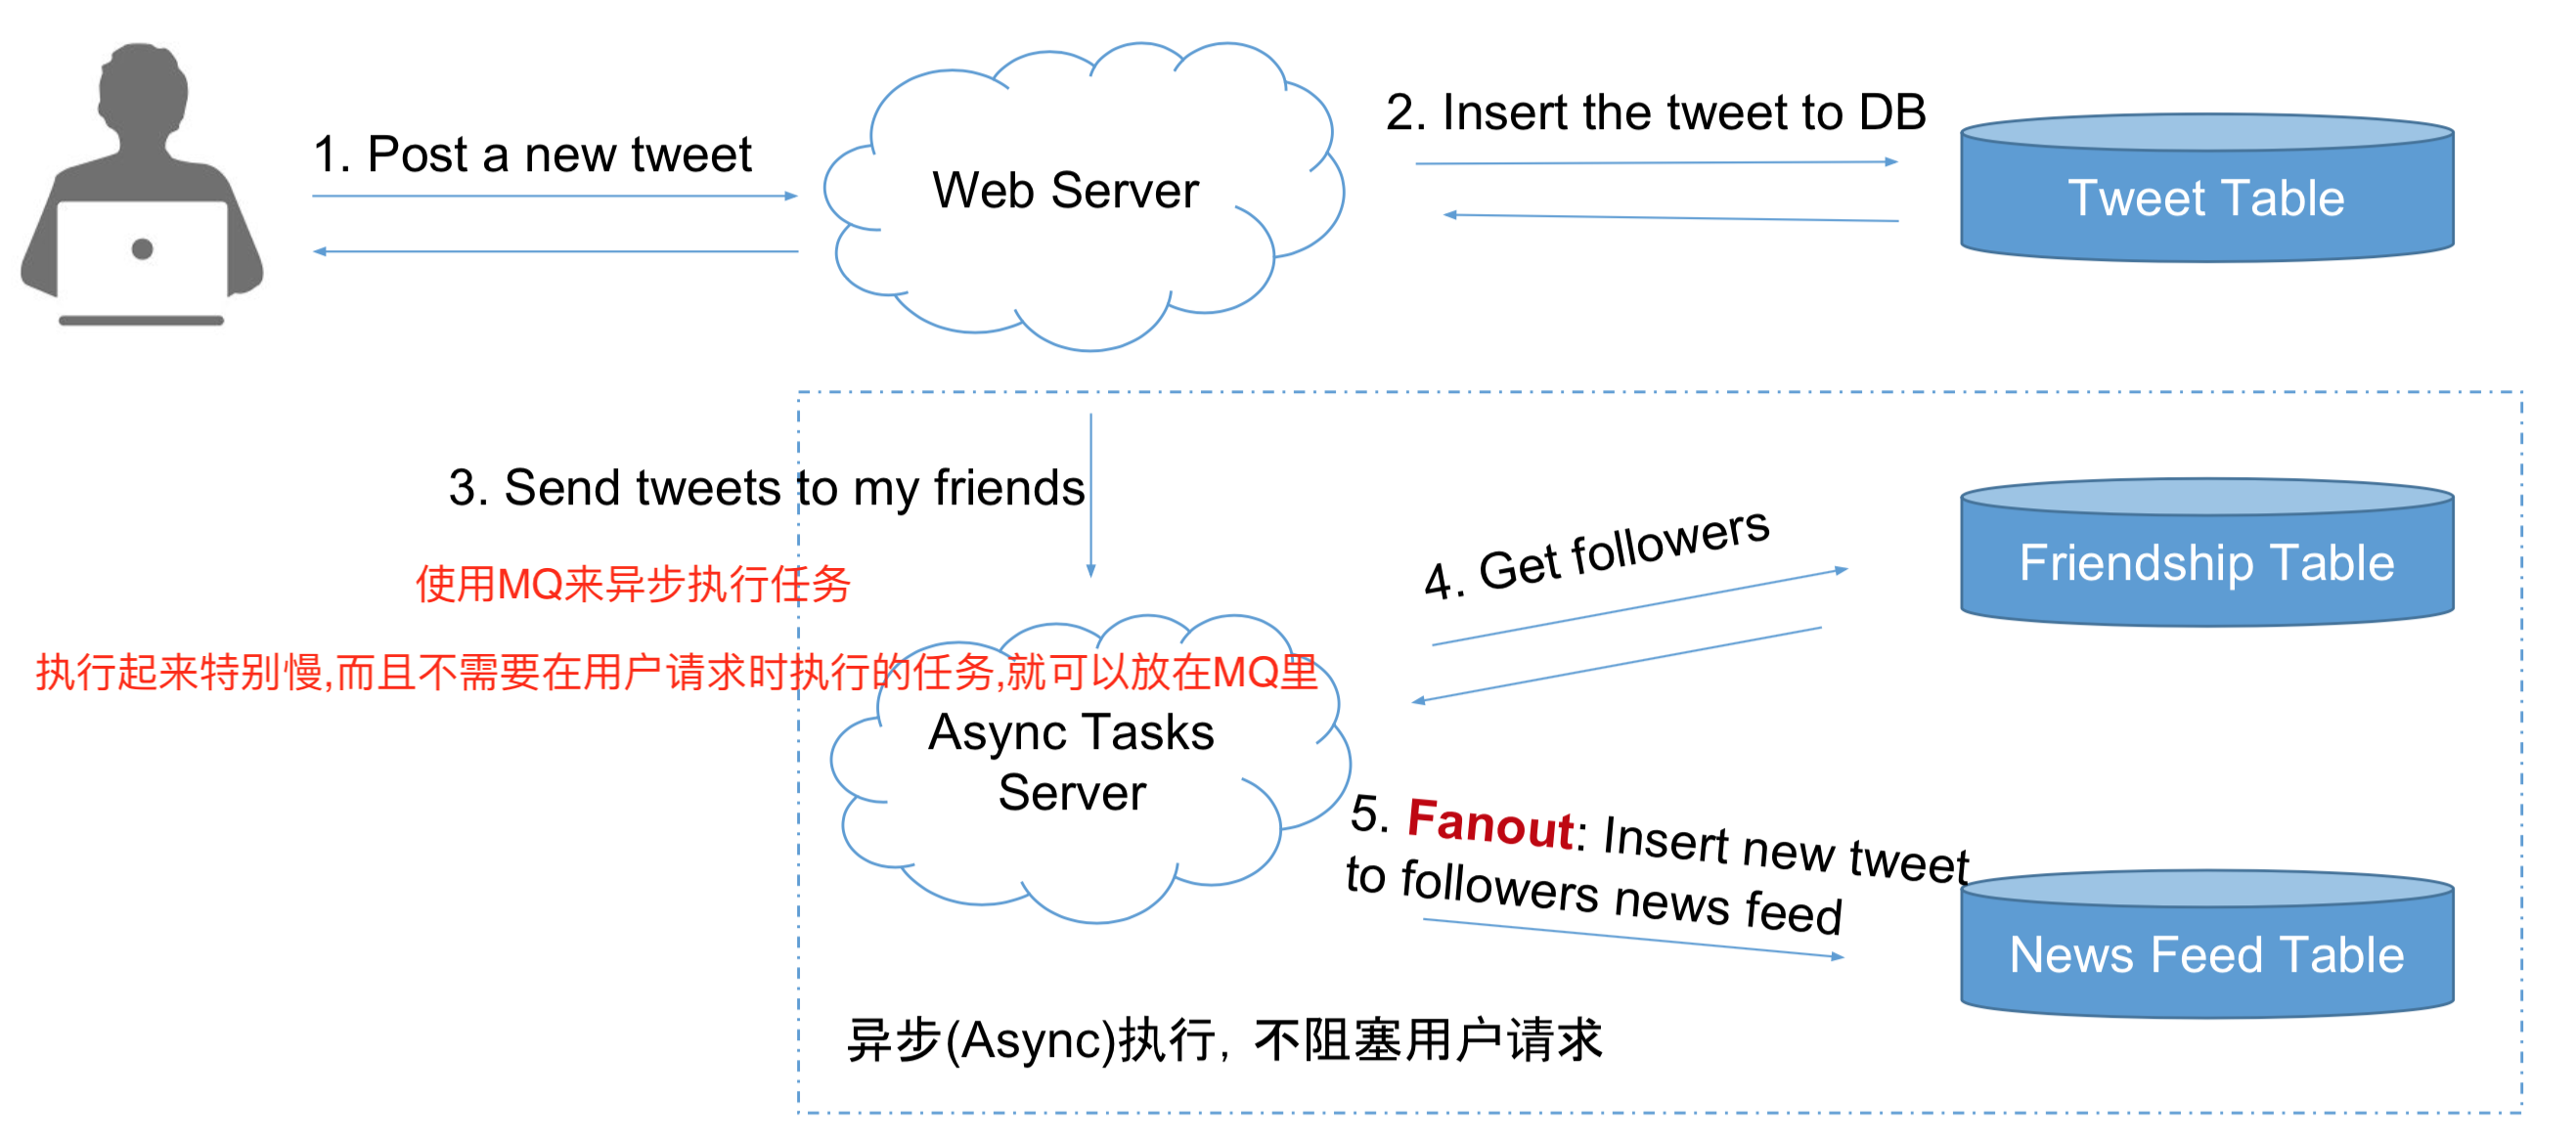 1. Post a new tweet
Web Server
2. Insert the tweet to DB
Tweet Table
3. Send tweets to my friends
使用MQ来异步执行任务
执行起来特别慢,而且不需要在用户请求时执行的任务,就可以放在MQ里
Async Tasks
Server
4. Get followers
Friendship Table
5. Fanout: Insert new tweet
to followers news feed
News Feed Table
异步(Async)执行，不阻塞用户请求